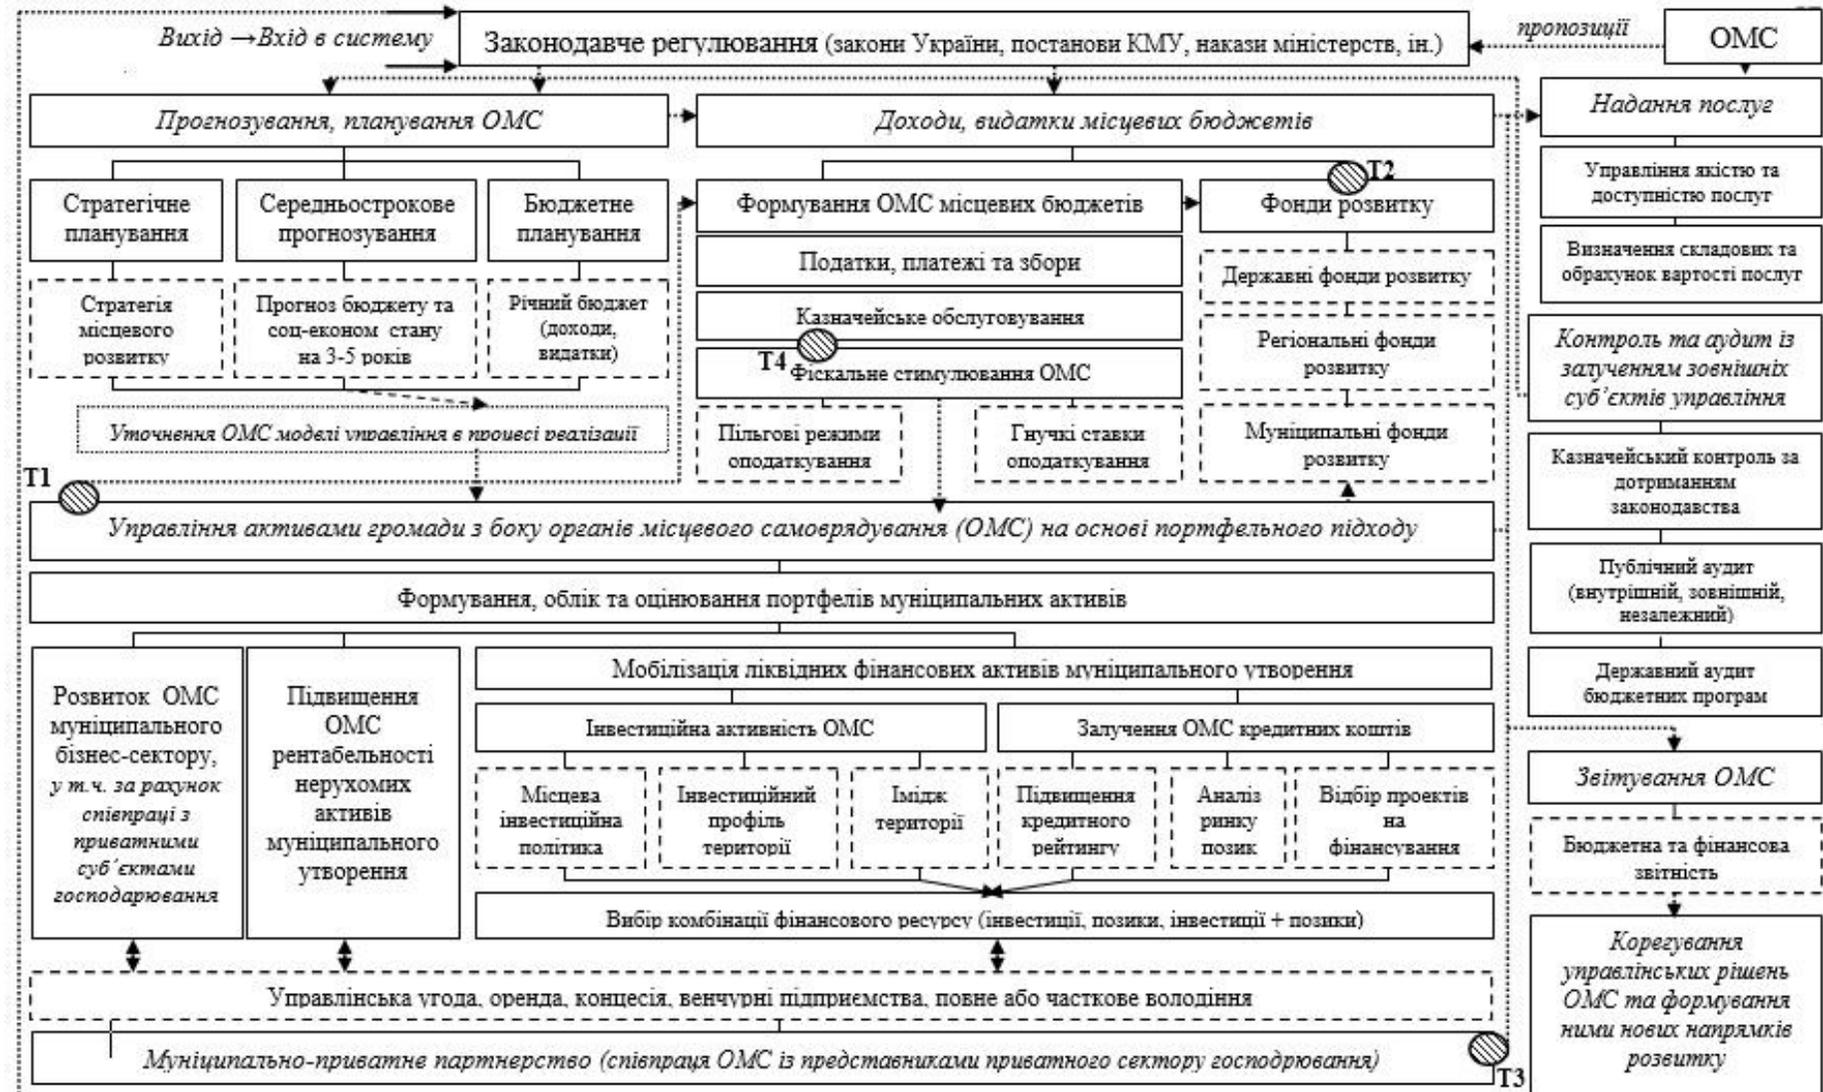 Вихід →Вхід в систему
Законодавче регулювання (закони України, постанови КМУ, накази міністерств, ін.)
пропозиції
ОМС
Прогнозування, планування ОМС
Доходи, видатки місцевих бюджетів
Надання послуг
Управління якістю та
доступністю послуг
Визначення складових та
обрахунок вартості послуг
Контроль та аудит із
залученням зовнішніх
суб´єктів управління
Казначейський контроль за
дотриманням
законодавства
Публічний аудит
(внутрішній, зовнішній,
незалежний)
Державний аудит
бюджетних програм
Звітування ОМС
Бюджетна та фінансова
звітність
Корегування
управлінських рішень
ОМС та формування
ними нових напрямків
розвитку
Стратегічне
планування
Середньострокове
прогнозування
Бюджетне
планування
Стратегія
місцевого
розвитку
Прогноз бюджету та
соц-економ стану
на 3-5 років
Річний бюджет
(доходи,
видатки)
Уточнення ОМС моделі управління в процесі реалізації
Т2
Формування ОМС місцевих бюджетів
Фонди розвитку
Податки, платежі та збори
Казначейське обслуговування
Т4
Фіскальне стимулювання ОМС
Пільгові режими
оподаткування
Гнучкі ставки
оподаткування
Державні фонди розвитку
Регіональні фонди
розвитку
Муніципальні фонди
розвитку
Т1
Управління активами громади з боку органів місцевого самоврядування (ОМС) на основі портфельного підходу
Формування, облік та оцінювання портфелів муніципальних активів
Розвиток ОМС
муніципального
бізнес-сектору,
у т.ч. за рахунок
співпраці з
приватними
суб´єктами
господарювання
Підвищення
ОМС
рентабельності
нерухомих
активів
муніципального
утворення
Мобілізація ліквідних фінансових активів муніципального утворення
Інвестиційна активність ОМС
Залучення ОМС кредитних коштів
Місцева
інвестиційна
політика
Інвестиційний
профіль
території
Імідж
території
Підвищення
кредитного
рейтингу
Аналіз
ринку
позик
Відбір проектів
на
фінансування
Вибір комбінації фінансового ресурсу (інвестиції, позики, інвестиції + позики)
Управлінська угода, оренда, концесія, венчурні підприємства, повне або часткове володіння
Муніципально-приватне партнерство (співпраця ОМС із представниками приватного сектору господрювання)
Т3